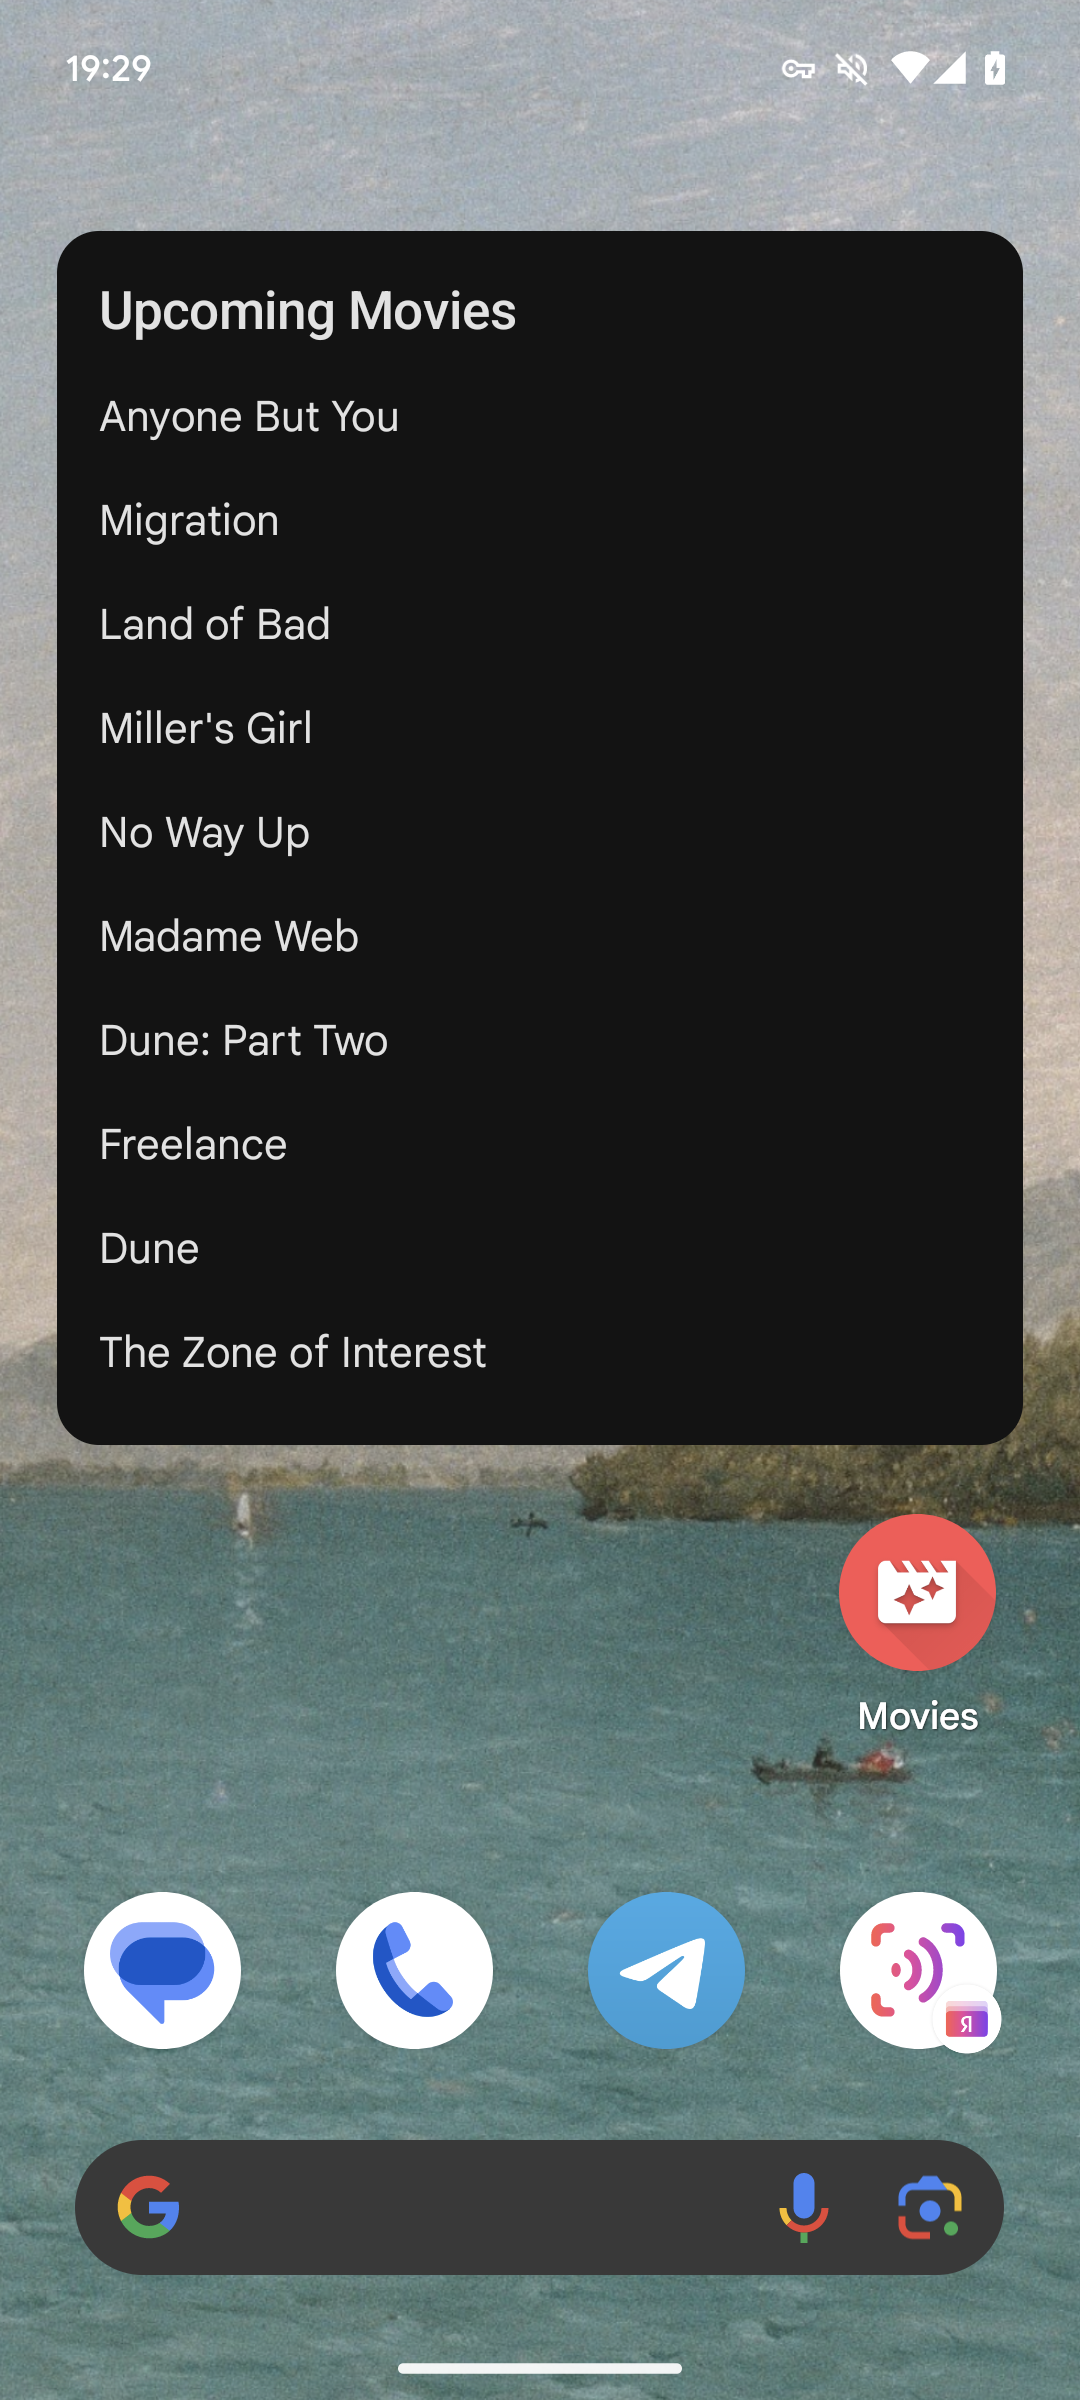 19:29
Upcoming Movies
Anyone But You
Migration
Land of Bad
Miller's Girl
No Way Up
Madame Web
Dune: Part Two
Freelance
Dune
The Zone of Interest
Movies
Я
G